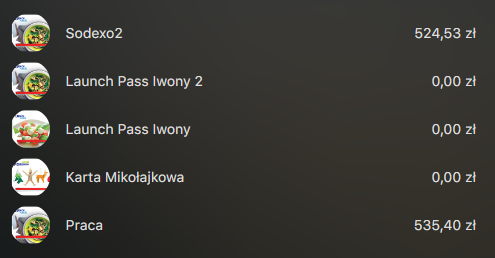 Sodexo2 524,53 zł
Launch Pass Iwony 2 0,00 zł
Launch Pass Iwony 0,00 zł
Karta Mikołajkowa 0,00 zł
Praca 535,40 zł